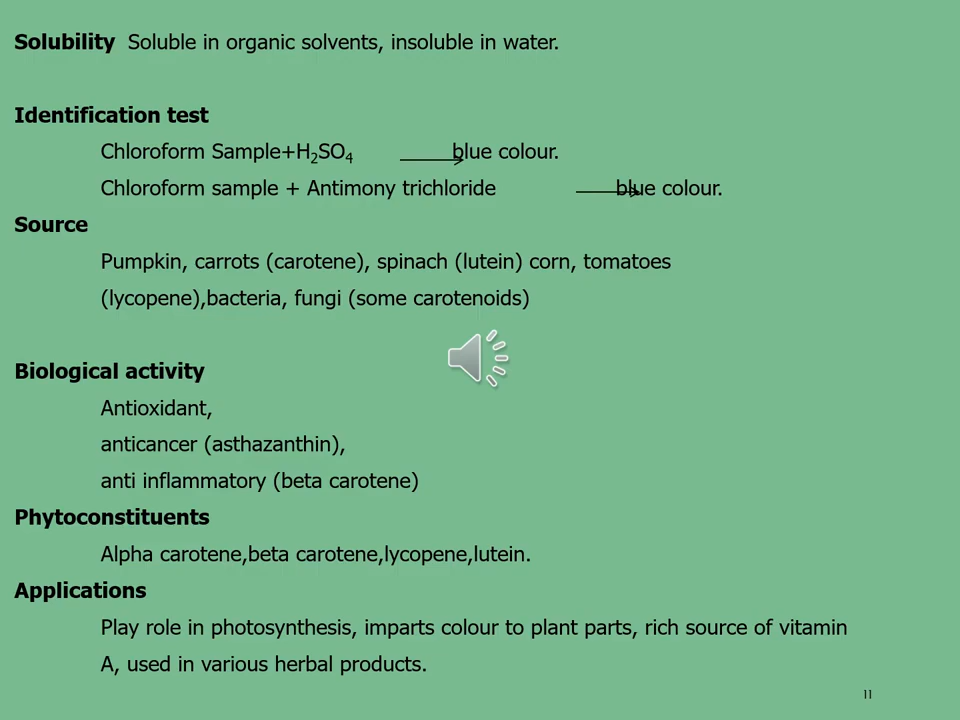 Solubility Soluble in organic solvents, insoluble in water.
Identification test
Chloroform Sample+H₂SO₄ blue colour.
Chloroform sample + Antimony trichloride blue colour.
Source
Pumpkin, carrots (carotene), spinach (lutein) corn, tomatoes
(lycopene),bacteria, fungi (some carotenoids)
Biological activity
Antioxidant,
anticancer (asthazanthin),
anti inflammatory (beta carotene)
Phytoconstituents
Alpha carotene,beta carotene,lycopene,lutein.
Applications
Play role in photosynthesis, imparts colour to plant parts, rich source of vitamin
A, used in various herbal products.
11